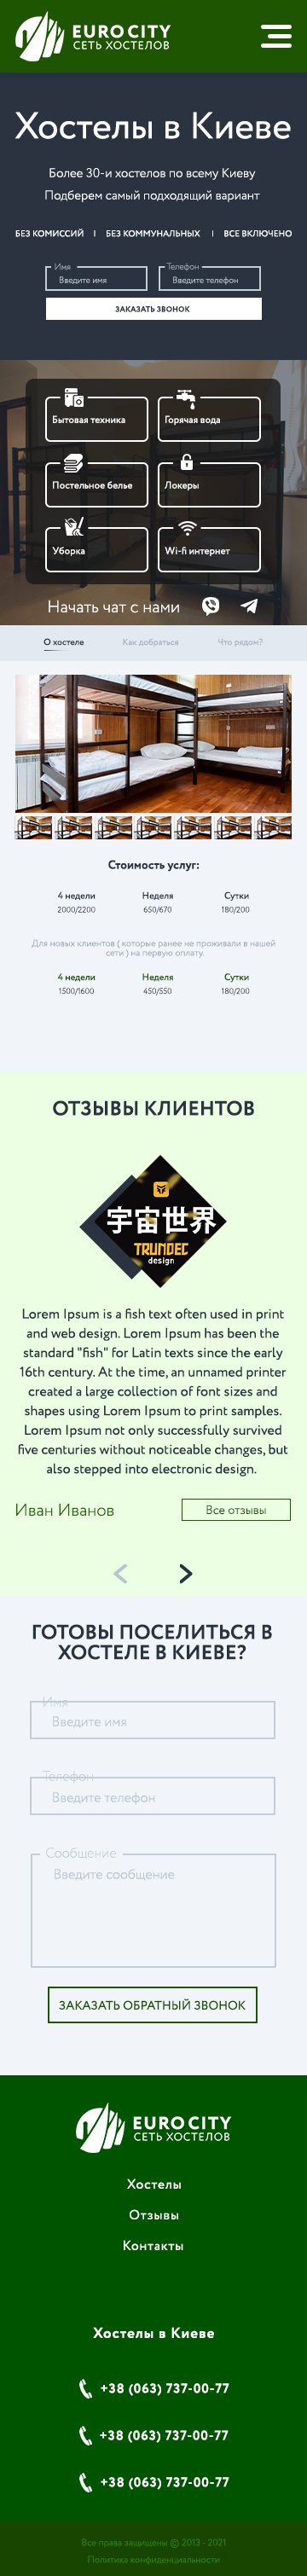 EUROCITY
СЕТЬ ХОСТЕЛОВ
Хостелы в Киеве
Более 30-и хостелов по всему Киеву
Подберем самый подходящий вариант
БЕЗ КОМИССИЙ | БЕЗ КОММУНАЛЬНЫХ | ВСЕ ВКЛЮЧЕНО
Имя Телефон
Введите имя Введите телефон
ЗАКАЗАТЬ ЗВОНОК
Бытовая техника Горячая вода
Постельное белье Локеры
Уборка Wi-fi интернет
Начать чат с нами
О хостеле Как добраться Что рядом?
Стоимость услуг:
4 недели Неделя Сутки
2000/2200 650/670 180/200
Для новых клиентов ( которые ранее не проживали в нашей
сети ) на первую оплату.
4 недели Неделя Сутки
1500/1600 450/550 180/200
ОТЗЫВЫ КЛИЕНТОВ
宇宙世界
TRUNDEC
design
Lorem Ipsum is a fish text often used in print
and web design. Lorem Ipsum has been the
standard "fish" for Latin texts since the early
16th century. At the time, an unnamed printer
created a large collection of font sizes and
shapes using Lorem Ipsum to print samples.
Lorem Ipsum not only successfully survived
five centuries without noticeable changes, but
also stepped into electronic design.
Иван Иванов Все отзывы
ГОТОВЫ ПОСЕЛИТЬСЯ В
ХОСТЕЛЕ В КИЕВЕ?
Имя
Введите имя
Телефон
Введите телефон
Сообщение
Введите сообщение
ЗАКАЗАТЬ ОБРАТНЫЙ ЗВОНОК
EUROCITY
СЕТЬ ХОСТЕЛОВ
Хостелы
Отзывы
Контакты
Хостелы в Киеве
+38 (063) 737-00-77
+38 (063) 737-00-77
+38 (063) 737-00-77
Все права защищены © 2013 - 2021
Политика конфиденциальности